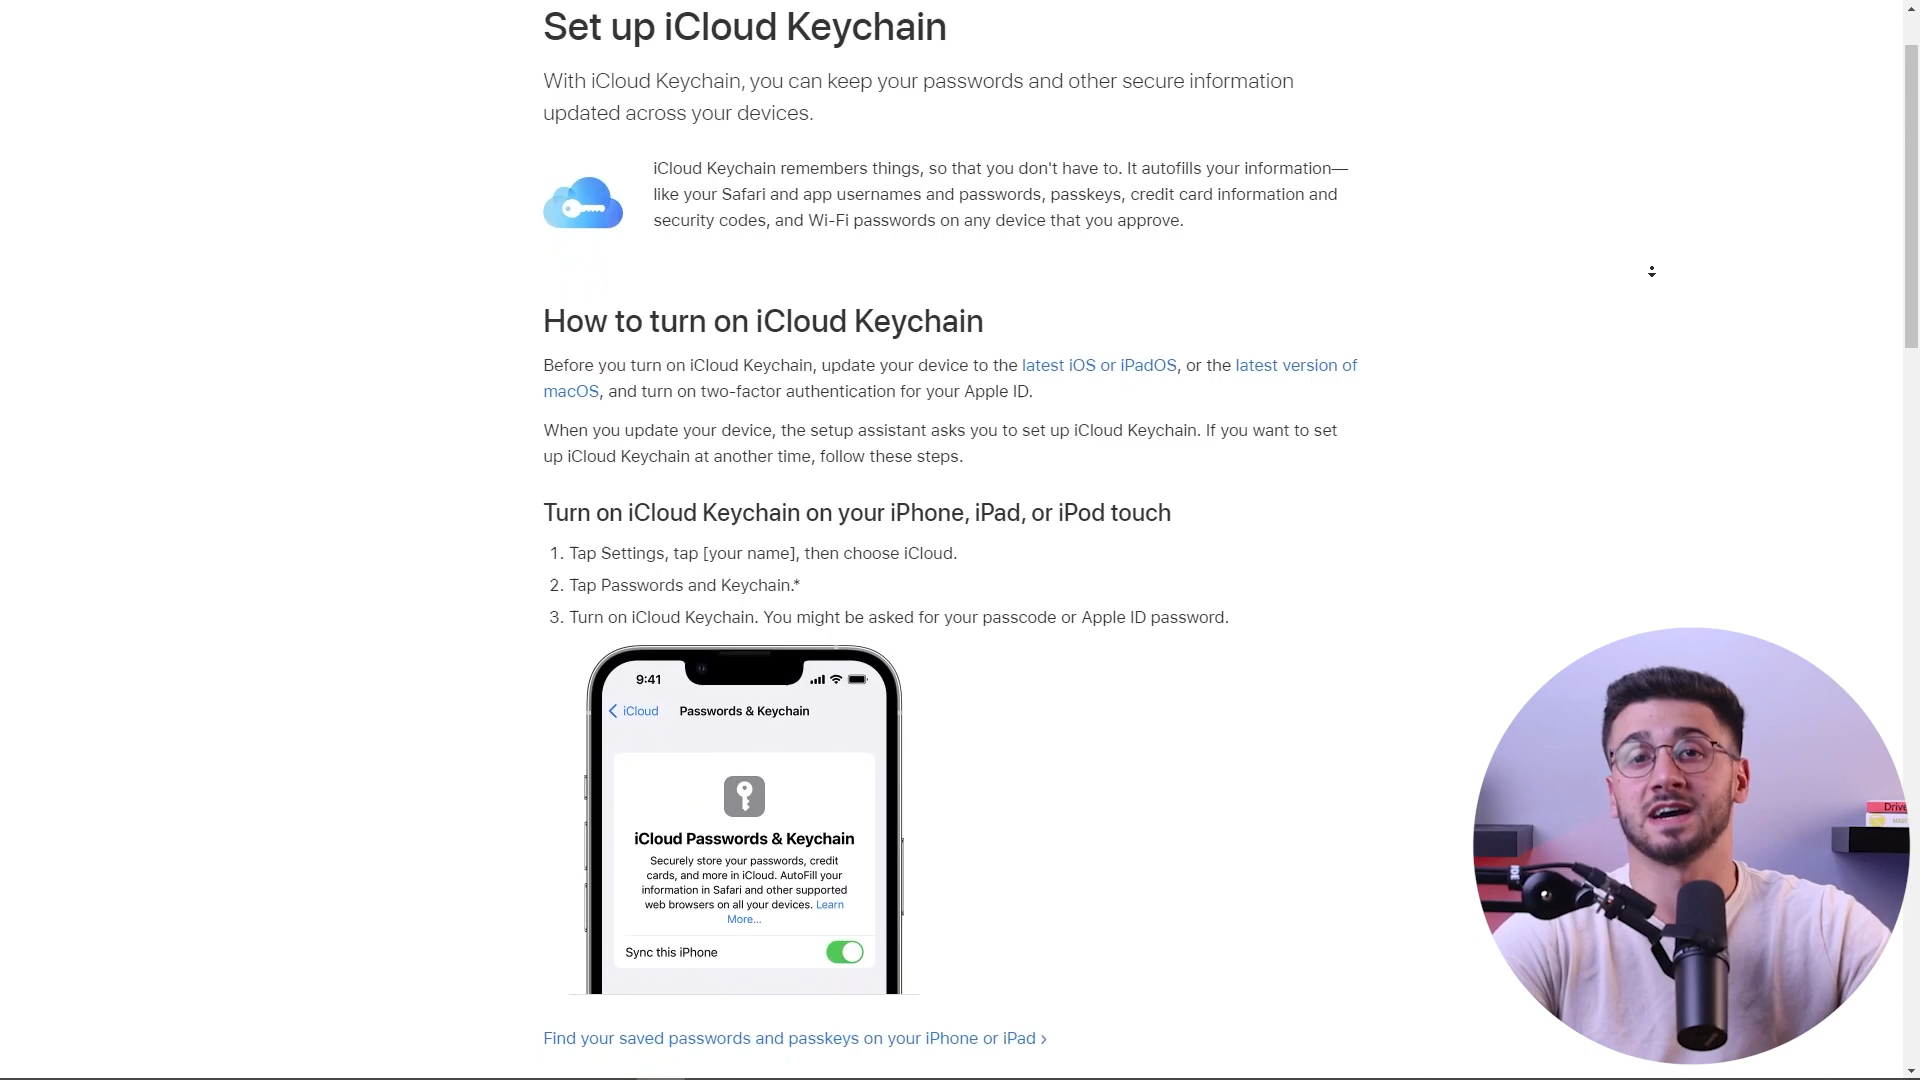 Set up iCloud Keychain
With iCloud Keychain, you can keep your passwords and other secure information
updated across your devices.
iCloud Keychain remembers things, so that you don't have to. It autofills your information—
like your Safari and app usernames and passwords, passkeys, credit card information and
security codes, and Wi-Fi passwords on any device that you approve.
How to turn on iCloud Keychain
Before you turn on iCloud Keychain, update your device to the latest iOS or iPadOS, or the latest version of
macOS, and turn on two-factor authentication for your Apple ID.
When you update your device, the setup assistant asks you to set up iCloud Keychain. If you want to set
up iCloud Keychain at another time, follow these steps.
Turn on iCloud Keychain on your iPhone, iPad, or iPod touch
1. Tap Settings, tap [your name], then choose iCloud.
2. Tap Passwords and Keychain.*
3. Turn on iCloud Keychain. You might be asked for your passcode or Apple ID password.
9:41
iCloud Passwords & Keychain
iCloud Passwords & Keychain
Securely store your passwords, credit
cards, and more in iCloud. AutoFill your
information in Safari and other supported
web browsers on all your devices. Learn
More...
Sync this iPhone
Find your saved passwords and passkeys on your iPhone or iPad ›
Drive